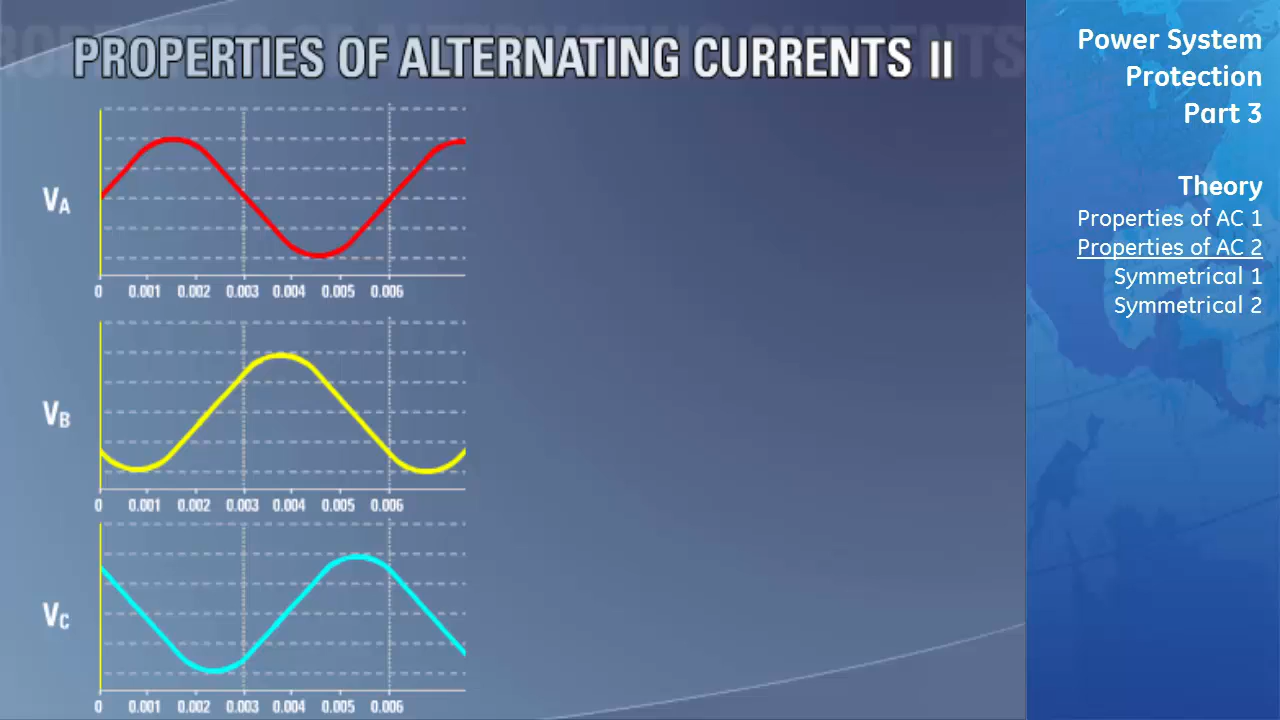 PROPERTIES OF ALTERNATING CURRENTS II
VA
0 0.001 0.002 0.003 0.004 0.005 0.006
VB
0 0.001 0.002 0.003 0.004 0.005 0.006
VC
0 0.001 0.002 0.003 0.004 0.005 0.006
Power System
Protection
Part 3
Theory
Properties of AC 1
Properties of AC 2
Symmetrical 1
Symmetrical 2